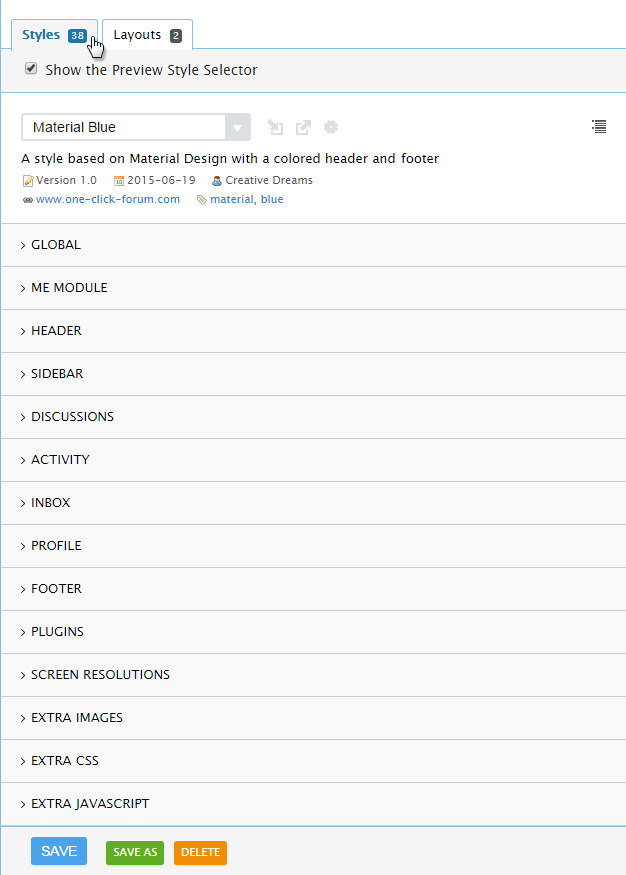 Styles 38 Layouts 2
Show the Preview Style Selector
Material Blue
A style based on Material Design with a colored header and footer
Version 1.0 2015-06-19 Creative Dreams
www.one-click-forum.com material, blue
GLOBAL
ME MODULE
HEADER
SIDEBAR
DISCUSSIONS
ACTIVITY
INBOX
PROFILE
FOOTER
PLUGINS
SCREEN RESOLUTIONS
EXTRA IMAGES
EXTRA CSS
EXTRA JAVASCRIPT
SAVE SAVE AS DELETE